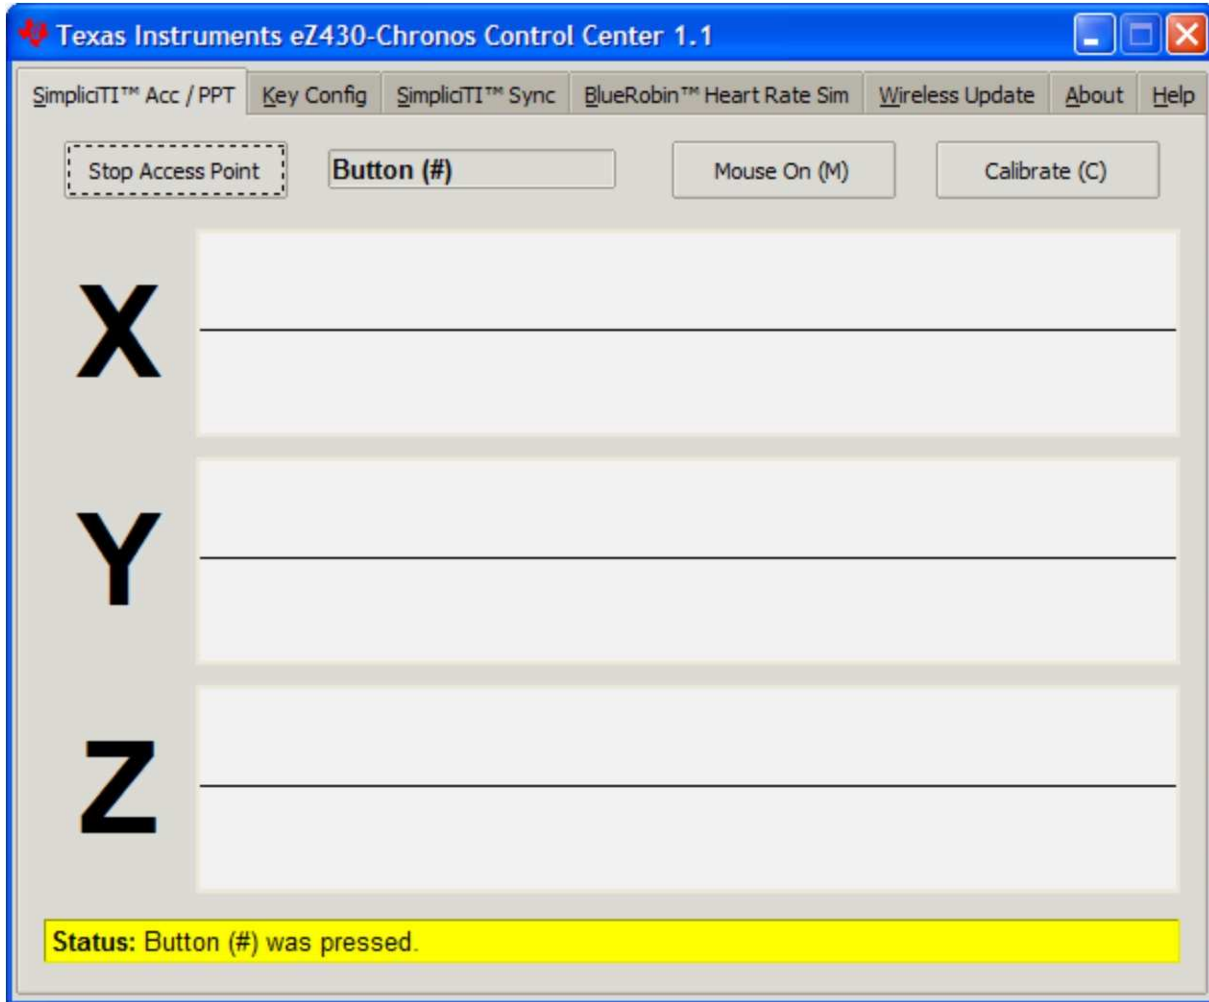 Texas Instruments eZ430-Chronos Control Center 1.1
SimpliciTI™ Acc / PPT Key Config SimpliciTI™ Sync BlueRobin™ Heart Rate Sim Wireless Update About Help
Stop Access Point Button (#) Mouse On (M) Calibrate (C)
X
Y
Z
Status: Button (#) was pressed.